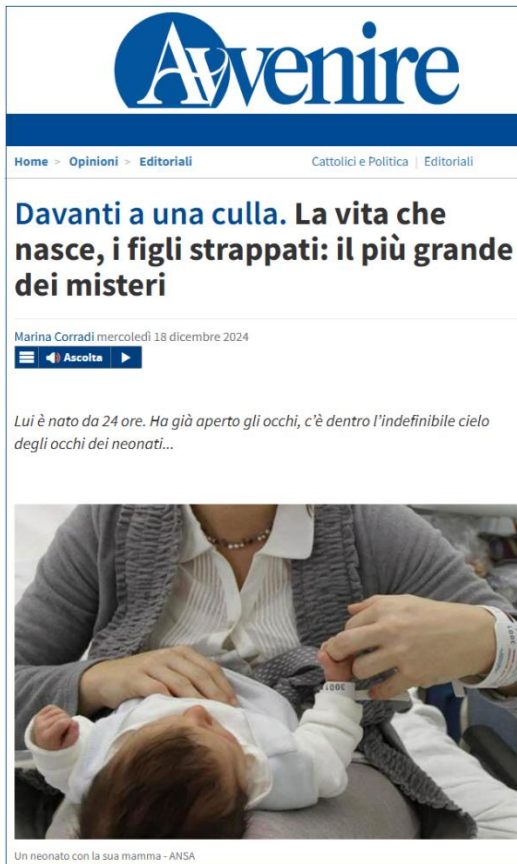 Avvenire
Home > Opinioni > Editoriali
Cattolici e Politica | Editoriali
Davanti a una culla. La vita che
nasce, i figli strappati: il più grande
dei misteri
Marina Corradi mercoledì 18 dicembre 2024
Ascolta
Lui è nato da 24 ore. Ha già aperto gli occhi, c’è dentro l’indefinibile cielo
degli occhi dei neonati...
3001
Un neonato con la sua mamma - ANSA